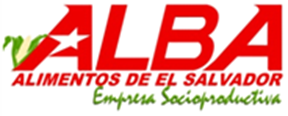 ALBA
ALIMENTOS DE EL SALVADOR
Empresa Socioproductiva